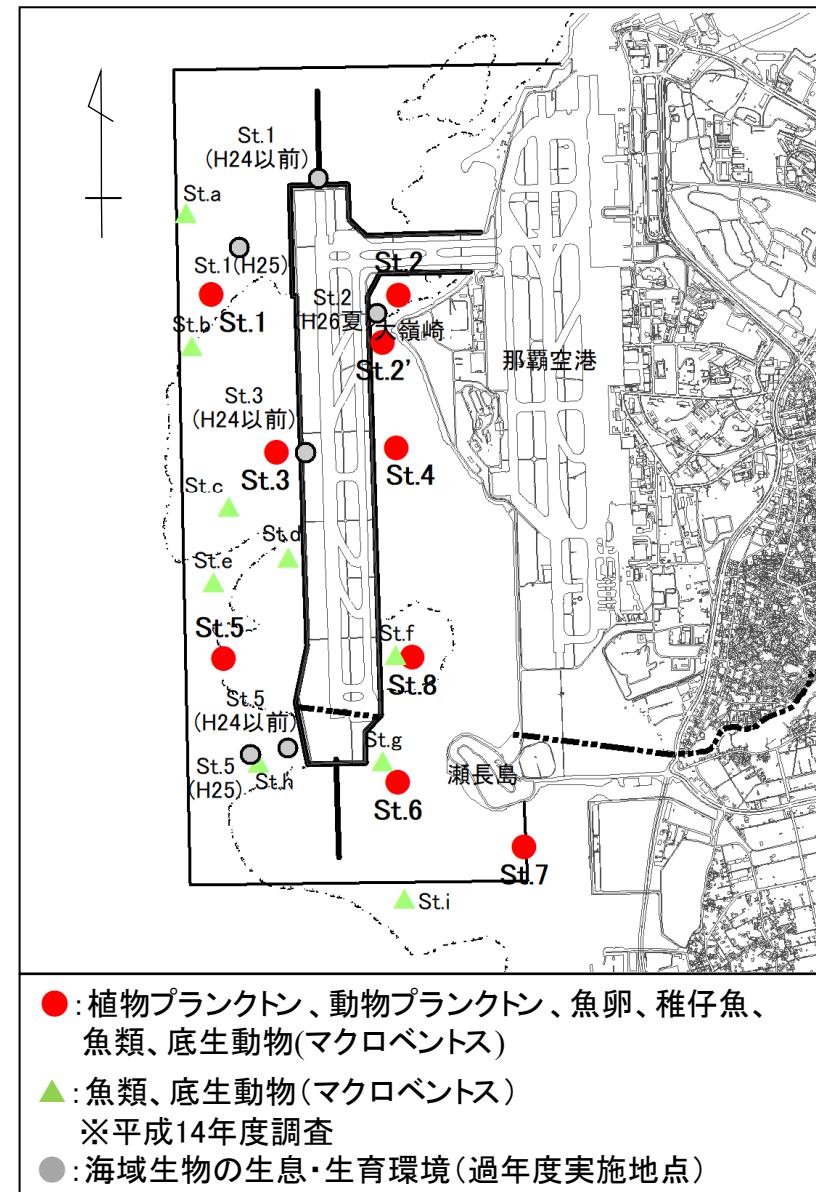 St.1
(H24以前)
St.a
St.1(H25)
St.1
St.2
St.2
(H26夏)
大嶺崎
St.b
St.2'
那覇空港
St.3
(H24以前)
St.3
St.4
St.c
St.d
St.e
St.5
St.f
St.8
St.5
(H24以前)
St.g
St.5
(H25)
St.h
瀬長島
St.6
St.7
St.i
●:植物プランクトン、動物プランクトン、魚卵、稚仔魚、
魚類、底生動物(マクロベントス)
▲:魚類、底生動物(マクロベントス)
※平成14年度調査
●:海域生物の生息・生育環境(過年度実施地点)